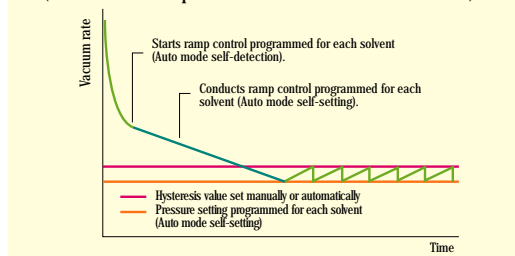 Vacuum rate
Starts ramp control programmed for each solvent
(Auto mode self-detection).
Conducts ramp control programmed for each
solvent (Auto mode self-setting).
Hysteresis value set manually or automatically
Pressure setting programmed for each solvent
(Auto mode self-setting)
Time